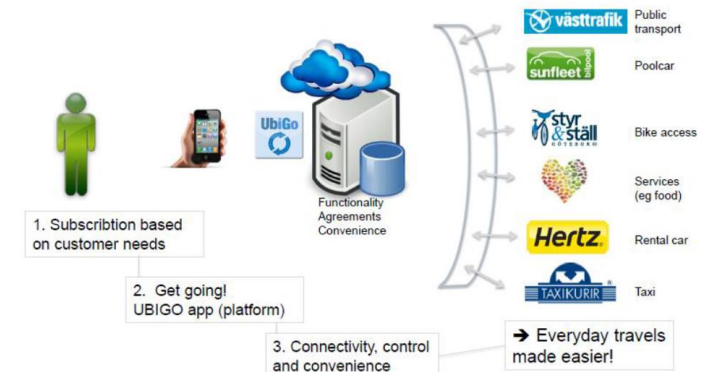 västtrafik
Public
transport
sunfleet
bilpool
Poolcar
UbiGo
styr
&ställ
GÖTEBORG
Bike access
Functionality
Agreements
Convenience
Services
(eg food)
1. Subscribtion based
on customer needs
Hertz.
Rental car
2. Get going!
UBIGO app (platform)
TAXIKURIR
Taxi
3. Connectivity, control
and convenience
➔ Everyday travels
made easier!